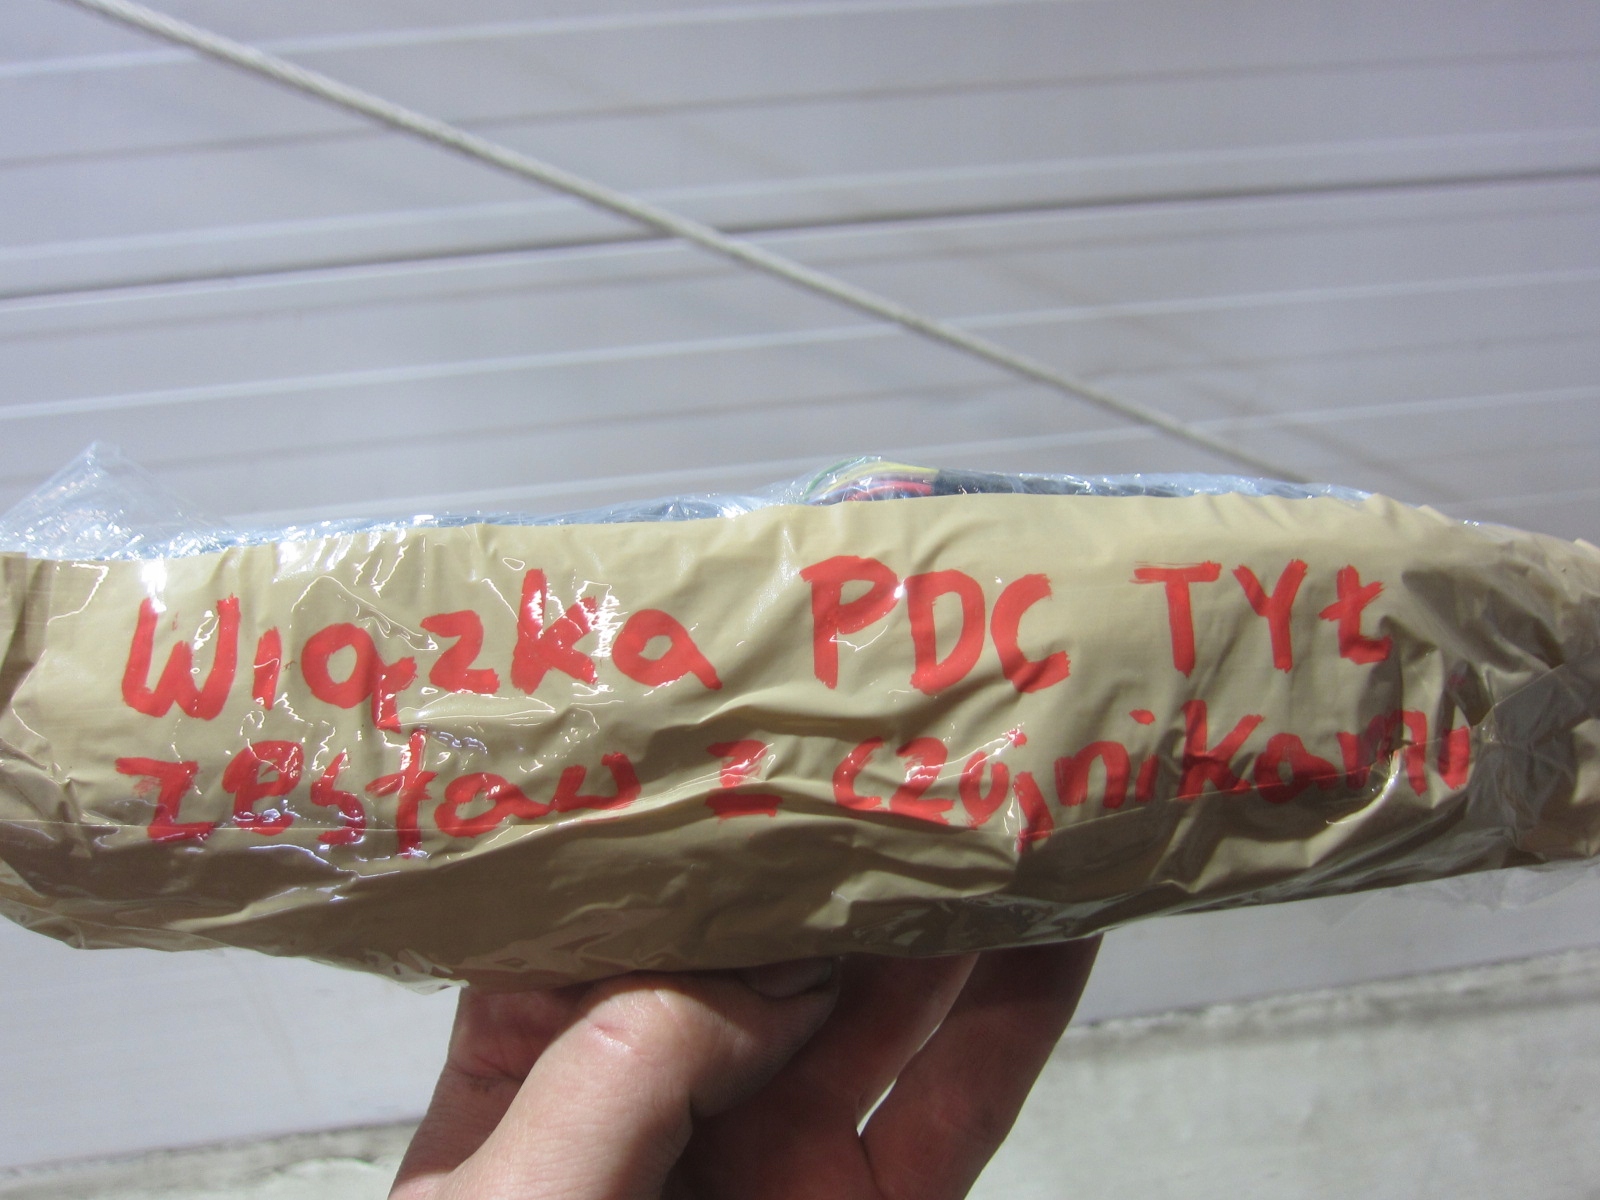 Wiązka PDC TYŁ
zestaw z czujnikami